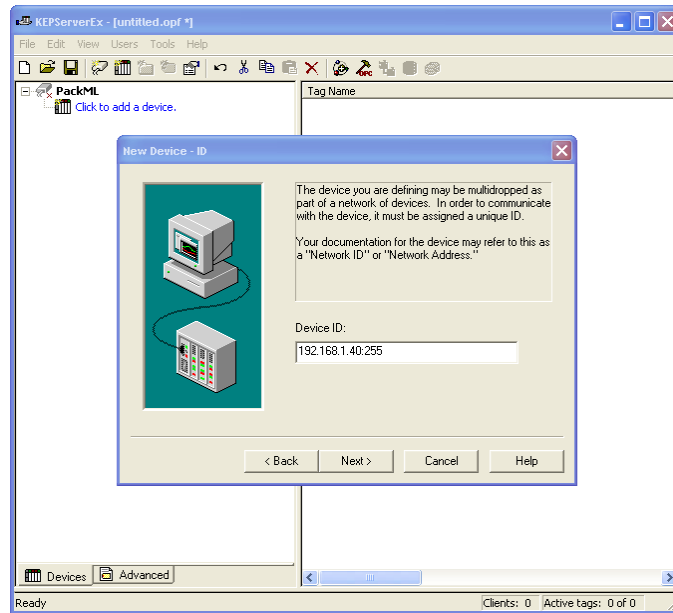 KEPServerEx - [untitled.opf *]
File Edit View Users Tools Help
PackML
Click to add a device.
Tag Name
New Device - ID
The device you are defining may be multidropped as
part of a network of devices. In order to communicate
with the device, it must be assigned a unique ID.
Your documentation for the device may refer to this as
a "Network ID" or "Network Address."
Device ID:
192.168.1.40:255
< Back Next > Cancel Help
Devices Advanced
Ready Clients: 0 Active tags: 0 of 0